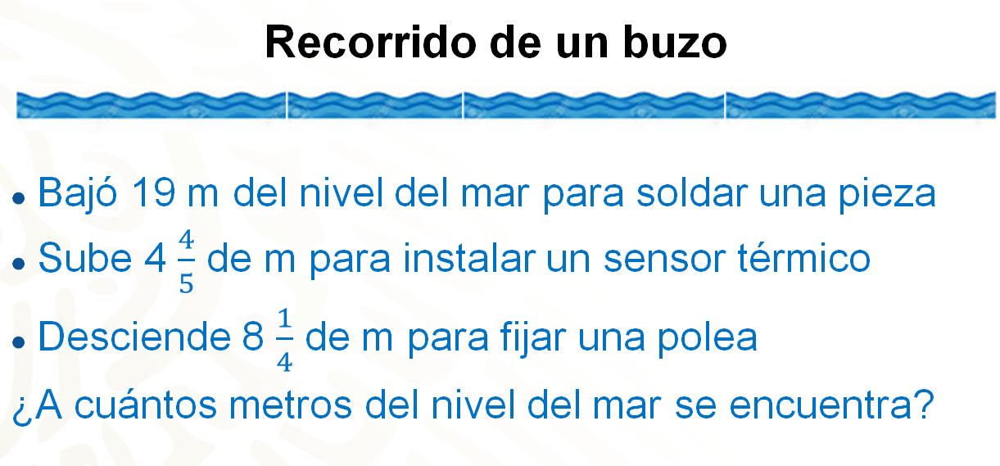 Recorrido de un buzo
• Bajó 19 m del nivel del mar para soldar una pieza
• Sube 4 4/5 de m para instalar un sensor térmico
• Desciende 8 1/4 de m para fijar una polea
¿A cuántos metros del nivel del mar se encuentra?